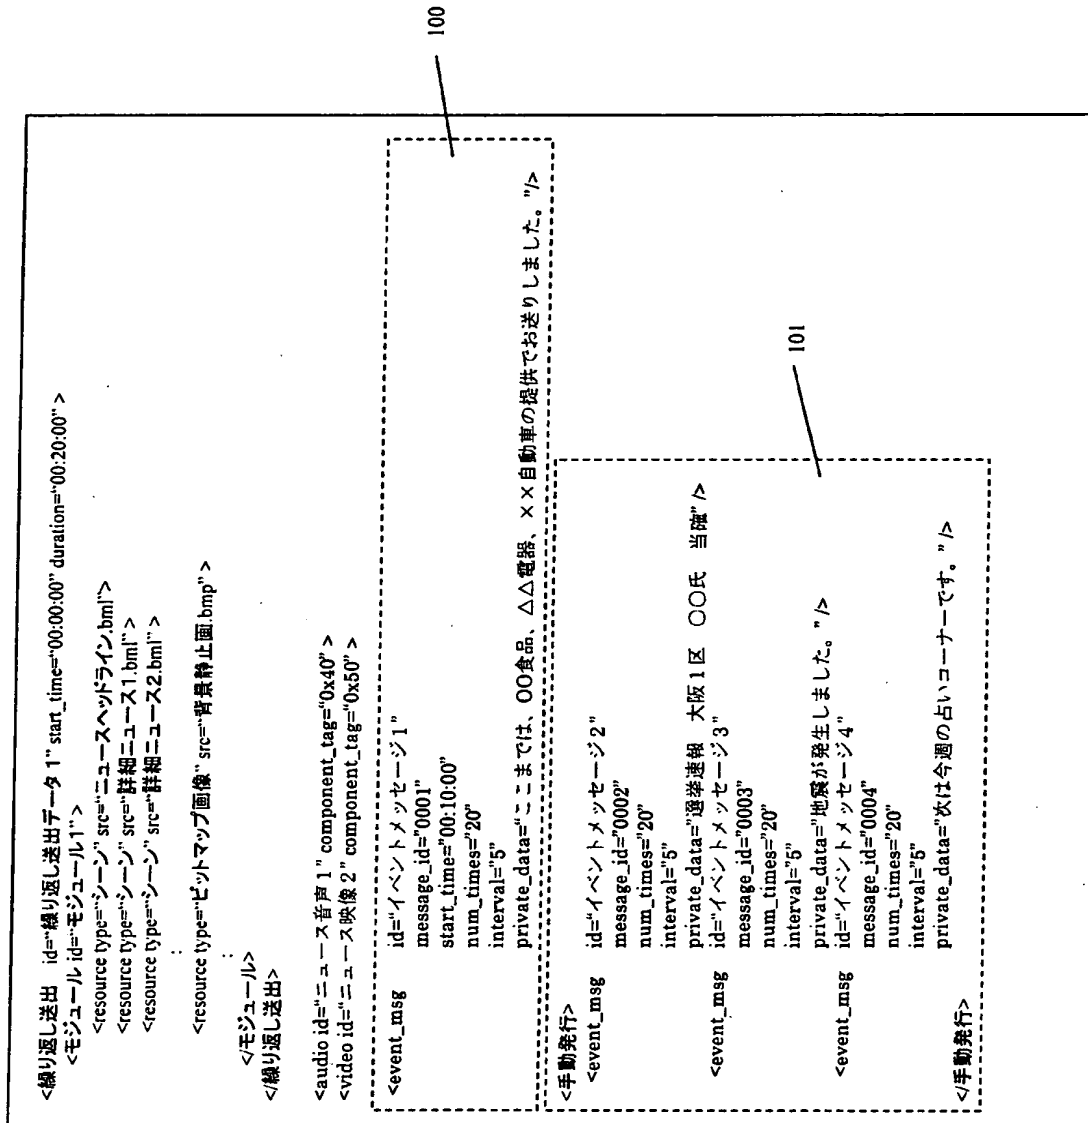 <繰り返し送出 id="繰り返し送出データ1" start_time="00:00:00" duration="00:20:00" >
<モジュール id="モジュール1" >
<resource type="シーン" src="ニュースヘッドライン.bml">
<resource type="シーン" src="詳細ニュース1.bml" >
<resource type="シーン" src="詳細ニュース2.bml" >
:
<resource type="ビットマップ画像" src="背景静止画.bmp" >
:
</モジュール>
</繰り返し送出>
<audio id="ニュース音声1" component_tag="0x40" >
<video id="ニュース映像2" component_tag="0x50" >
<event_msg id="イベントメッセージ1"
message_id="0001"
start_time="00:10:00"
num_times="20"
interval="5"
private_data="ここまでは、○○食品、△△電器、××自動車の提供でお送りしました。"/>
100
<手動発行>
<event_msg id="イベントメッセージ2"
message_id="0002"
num_times="20"
interval="5"
private_data="選挙速報 大阪1区 ○○氏 当確" />
<event_msg id="イベントメッセージ3"
message_id="0003"
num_times="20"
interval="5"
private_data="地震が発生しました。"/>
<event_msg id="イベントメッセージ4"
message_id="0004"
num_times="20"
interval="5"
private_data="次は今週の占いコーナーです。" />
</手動発行>
101